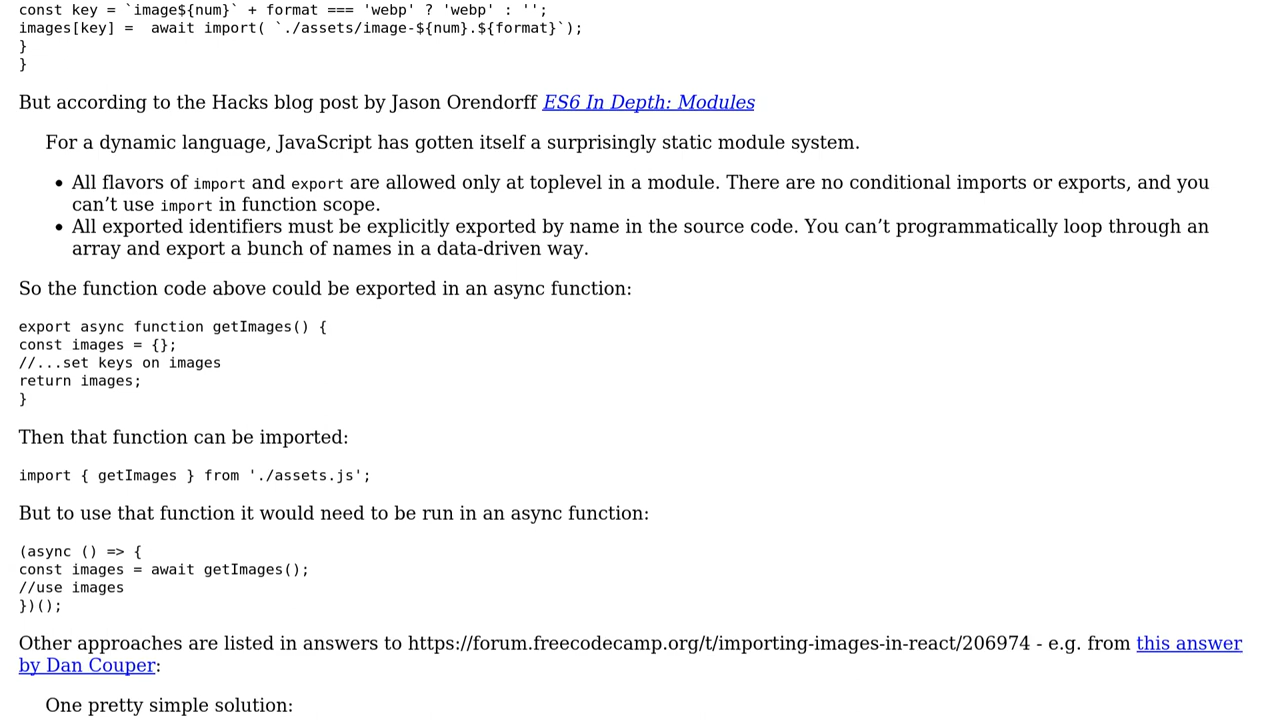 const key = `image${num}` + format === 'webp' ? 'webp' : '';
images[key] =  await import( `./assets/image-${num}.${format}`);
}
}
But according to the Hacks blog post by Jason Orendorff ES6 In Depth: Modules
For a dynamic language, JavaScript has gotten itself a surprisingly static module system.
• All flavors of import and export are allowed only at toplevel in a module. There are no conditional imports or exports, and you
can’t use import in function scope.
• All exported identifiers must be explicitly exported by name in the source code. You can’t programmatically loop through an
array and export a bunch of names in a data-driven way.
So the function code above could be exported in an async function:
export async function getImages() {
const images = {};
//...set keys on images
return images;
}
Then that function can be imported:
import { getImages } from './assets.js';
But to use that function it would need to be run in an async function:
(async () => {
const images = await getImages();
//use images
})();
Other approaches are listed in answers to https://forum.freecodecamp.org/t/importing-images-in-react/206974 - e.g. from this answer
by Dan Couper:
One pretty simple solution: